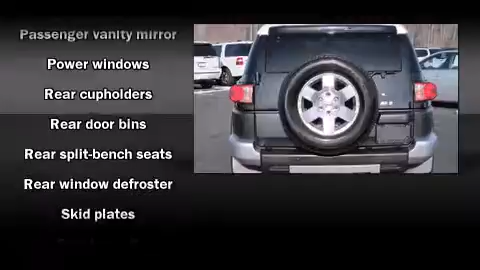 Passenger vanity mirror
Power windows
Rear cupholders
Rear door bins
Rear split-bench seats
Rear window defroster
Skid plates